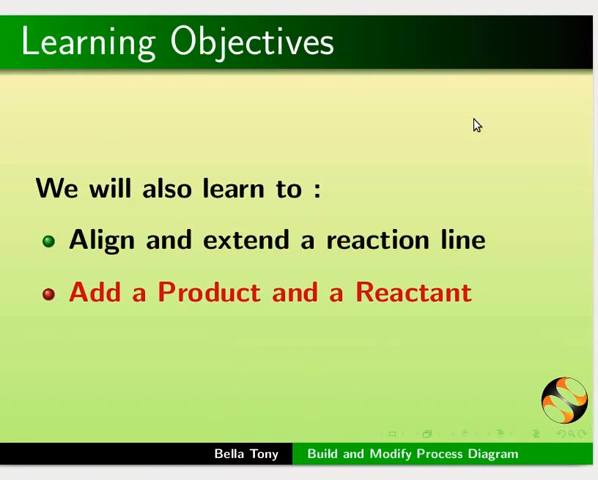 Learning Objectives
We will also learn to :
Align and extend a reaction line
Add a Product and a Reactant
Bella Tony
Build and Modify Process Diagram